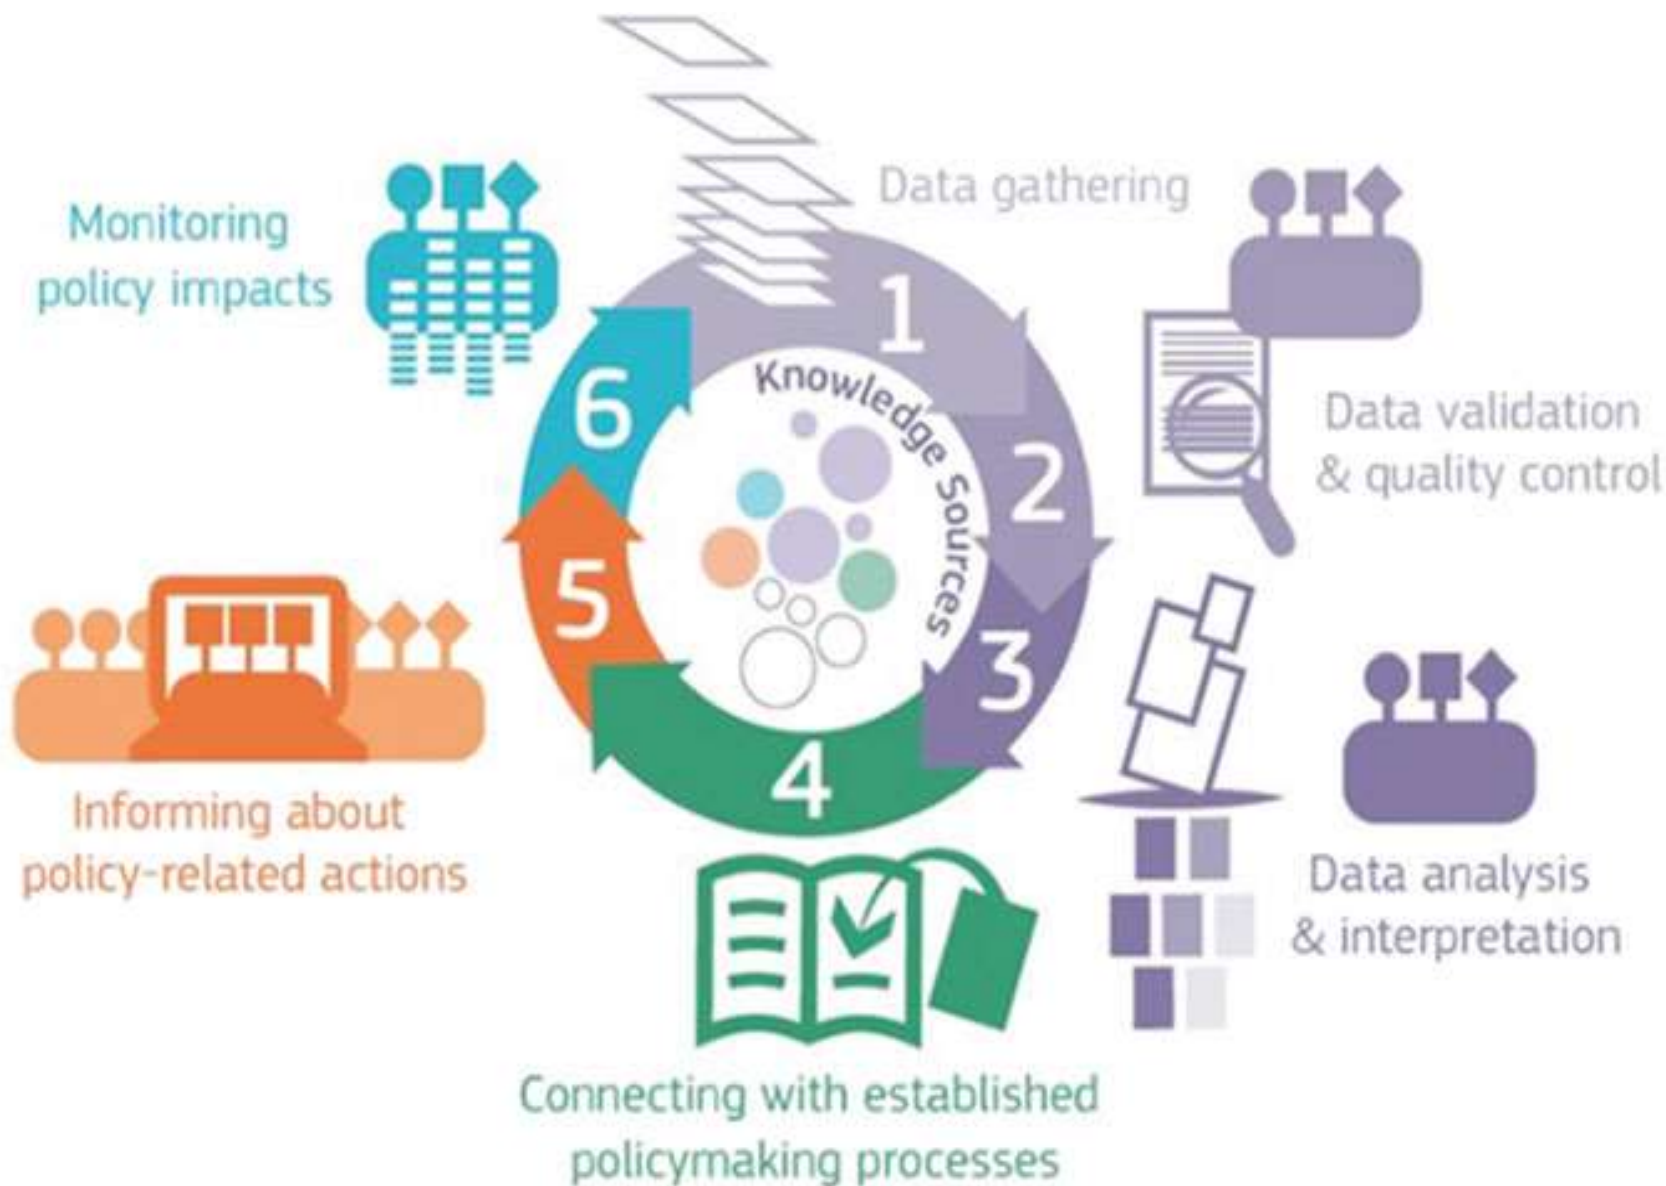 Data gathering
1
Data validation
& quality control
2
Data analysis
& interpretation
3
Connecting with established
policymaking processes
4
Informing about
policy-related actions
5
Monitoring
policy impacts
6
Knowledge Sources